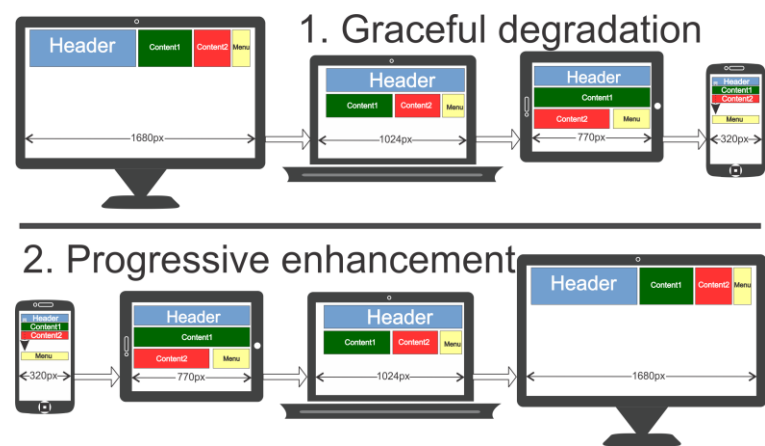 1. Graceful degradation
Header
Content1
Content2
Menu
1680px
Header
Content1
Content2
Menu
1024px
Header
Content1
Content2
Menu
770px
Header
Content1
Content2
Menu
320px
2. Progressive enhancement
Header
Content1
Content2
Menu
320px
Header
Content1
Content2
Menu
770px
Header
Content1
Content2
Menu
1024px
Header
Content1
Content2
Menu
1680px